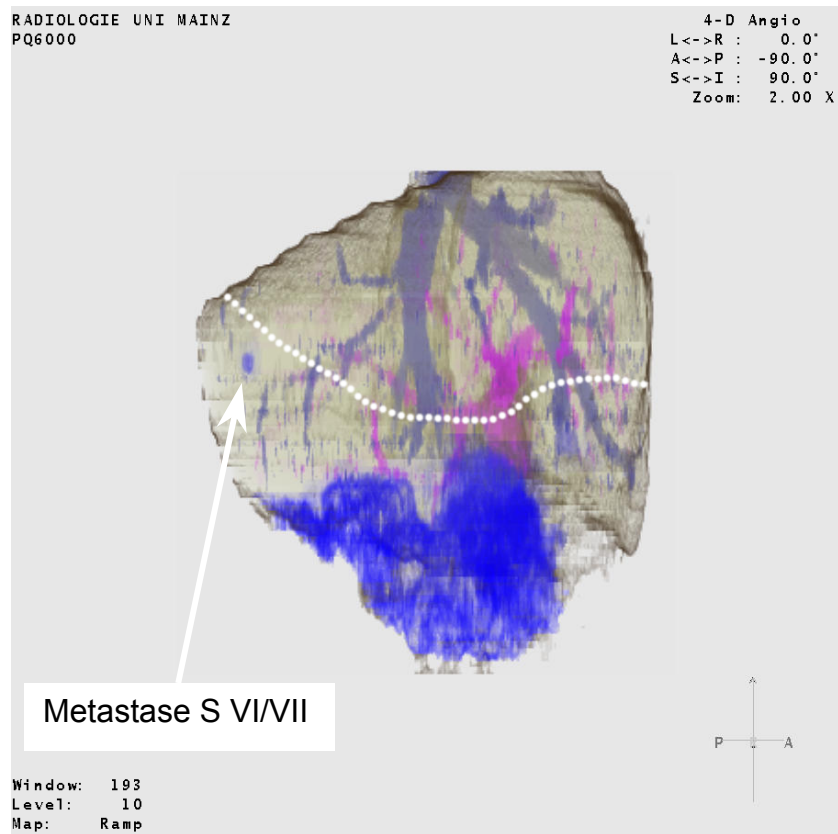 RADIOLOGIE UNI MAINZ
PQ6000
4-D Angio
L<->R : 0.0°
A<->P : -90.0°
S<->I : 90.0°
Zoom: 2.00 X
Metastase S VI/VII
P A
Window: 193
Level: 10
Map: Ramp